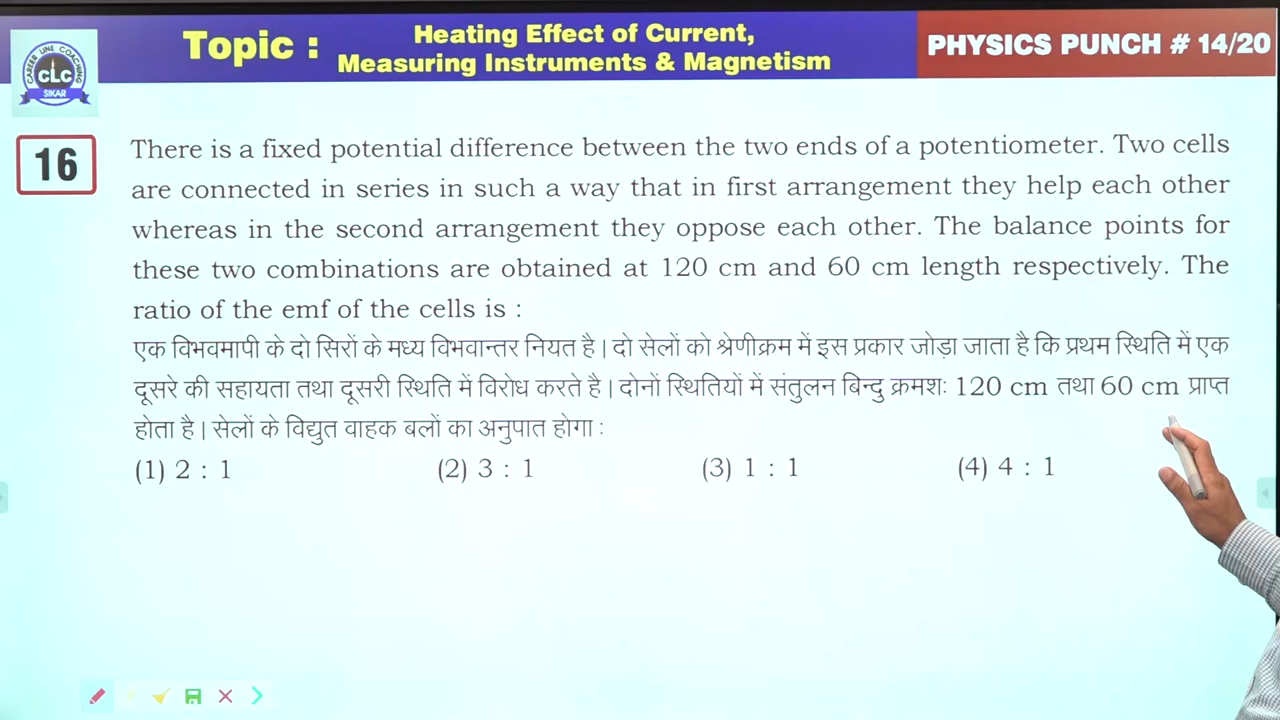 Topic :
Heating Effect of Current,
Measuring Instruments & Magnetism
PHYSICS PUNCH # 14/20
CAREER LINE COACHING
CLC
SIKAR
16
There is a fixed potential difference between the two ends of a potentiometer. Two cells
are connected in series in such a way that in first arrangement they help each other
whereas in the second arrangement they oppose each other. The balance points for
these two combinations are obtained at 120 cm and 60 cm length respectively. The
ratio of the emf of the cells is :
एक विभवमापी के दो सिरों के मध्य विभवान्तर नियत है। दो सेलों को श्रेणीक्रम में इस प्रकार जोड़ा जाता है कि प्रथम स्थिति में एक
दूसरे की सहायता तथा दूसरी स्थिति में विरोध करते है। दोनों स्थितियों में संतुलन बिन्दु क्रमशः 120 cm तथा 60 cm प्राप्त
होता है। सेलों के विद्युत वाहक बलों का अनुपात होगा :
(1) 2 : 1 (2) 3 : 1 (3) 1 : 1 (4) 4 : 1